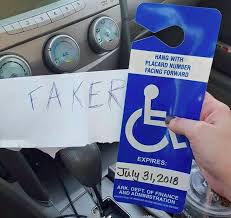 HANG WITH
PLACARD NUMBER
FACING FORWARD
FAKER
EXPIRES:
July 31, 2018
ARK. DEPT. OF FINANCE
AND ADMINISTRATION